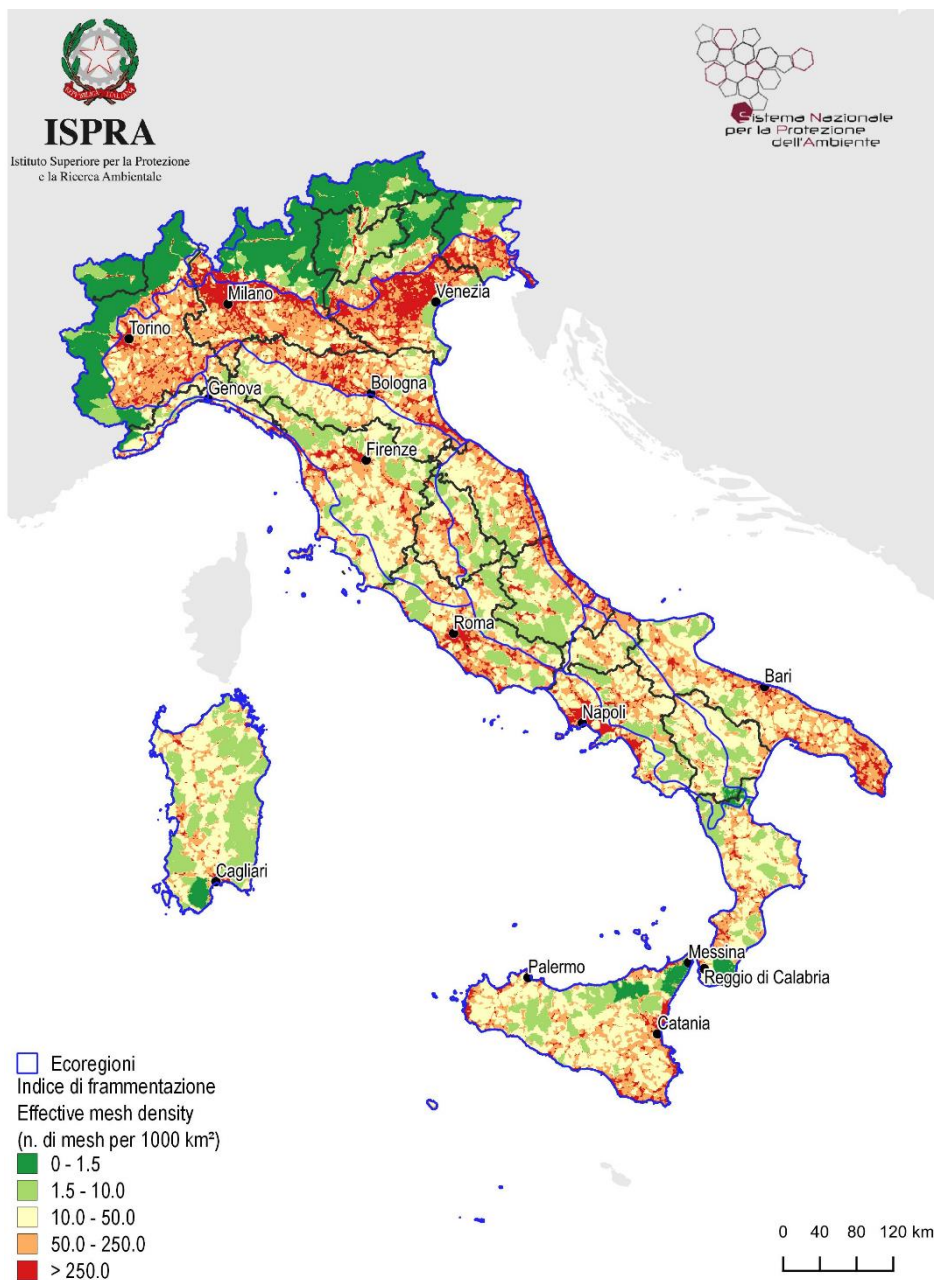 REPVBBLICA ITALIANA
ISPRA
Istituto Superiore per la Protezione
e la Ricerca Ambientale
Sistema Nazionale
per la Protezione
dell'Ambiente
Milano
Venezia
Torino
Genova
Bologna
Firenze
Roma
Bari
Napoli
Cagliari
Messina
Palermo
Reggio di Calabria
Catania
Ecoregioni
Indice di frammentazione
Effective mesh density
(n. di mesh per 1000 km²)
0 - 1.5
1.5 - 10.0
10.0 - 50.0
50.0 - 250.0
> 250.0
0 40 80 120 km